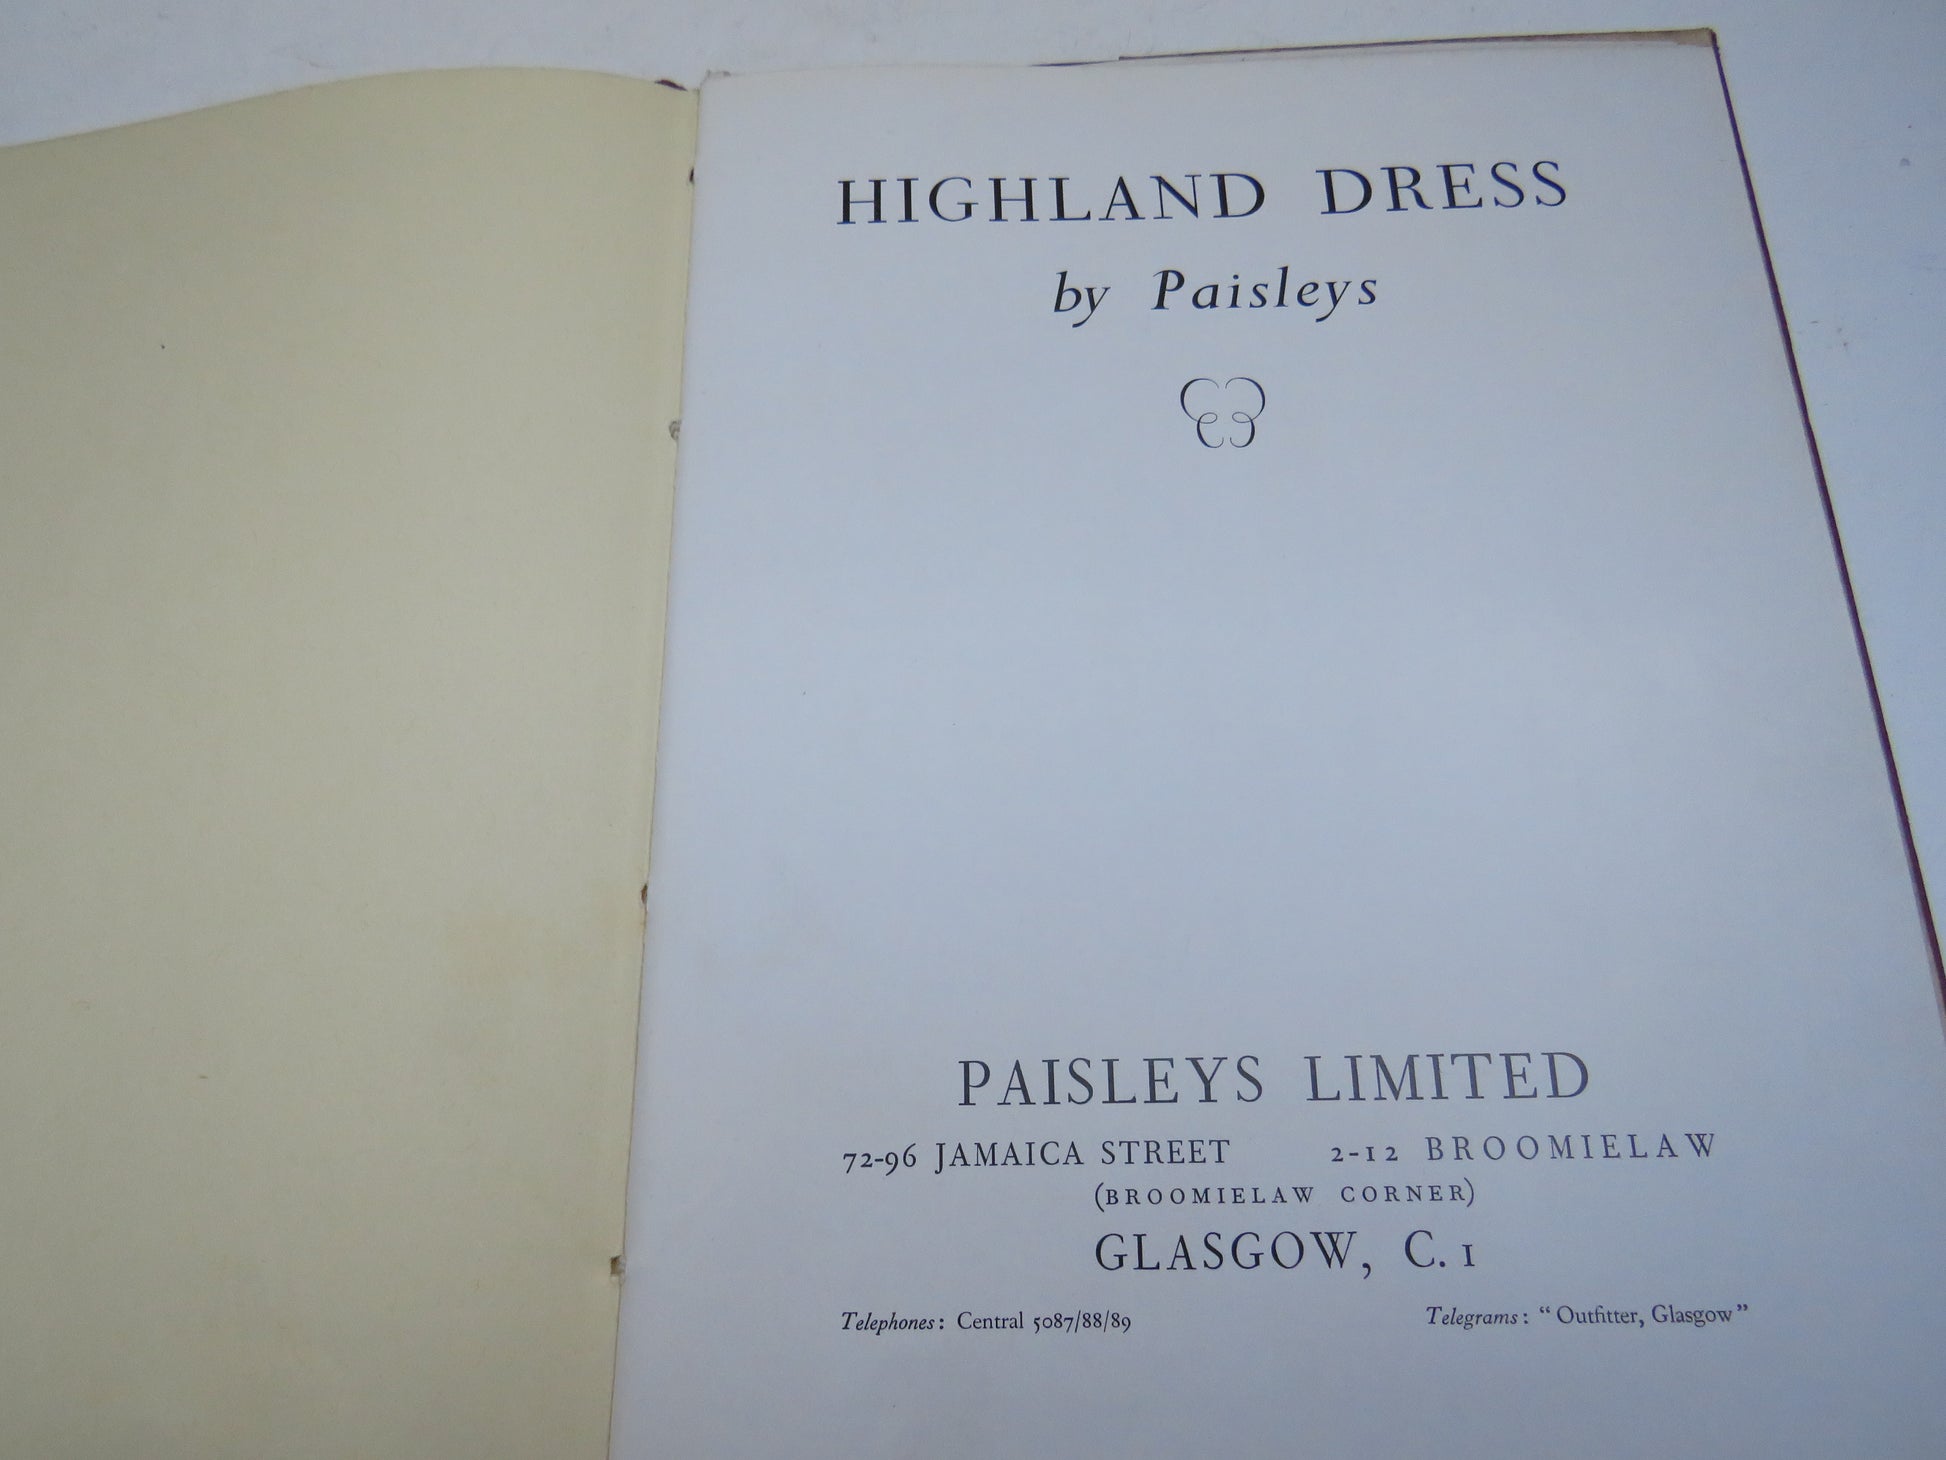 HIGHLAND DRESS
by Paisleys
PAISLEYS LIMITED
72-96 JAMAICA STREET 2-12 BROOMIELAW
(BROOMIELAW CORNER)
GLASGOW, C. 1
Telephones: Central 5087/88/89 Telegrams: “Outfitter, Glasgow”